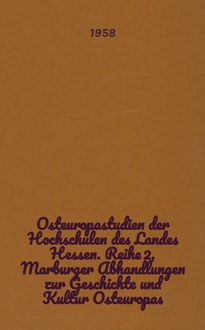 1958
Osteuropastudien der
Hochschulen des Landes
Hessen. Reihe 2,
Marburger Abhandlungen
zur Geschichte und
Kultur Osteuropas